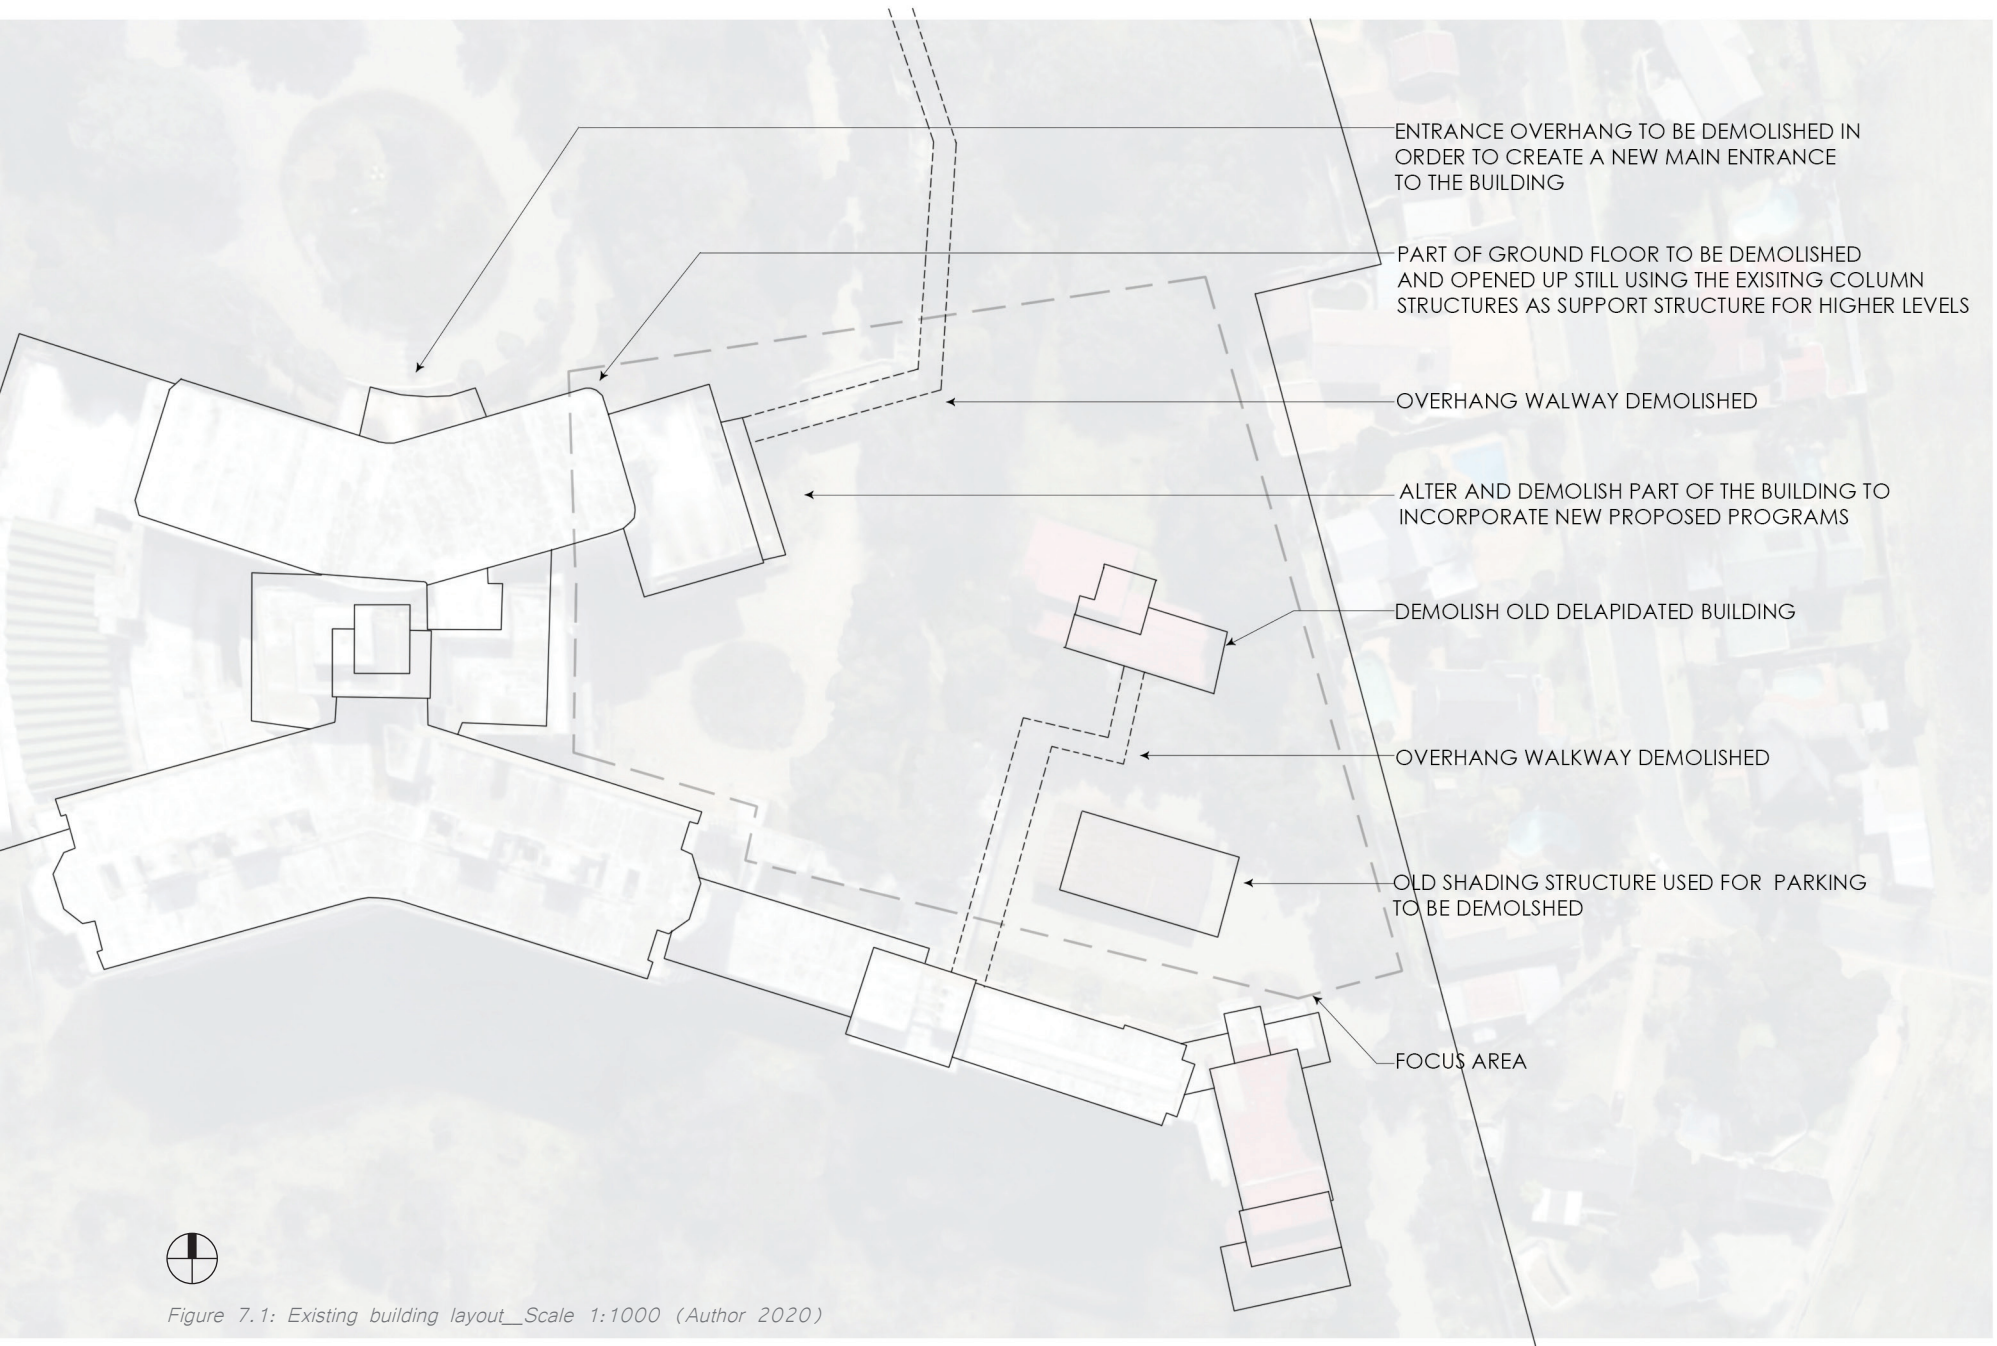 ENTRANCE OVERHANG TO BE DEMOLISHED IN
ORDER TO CREATE A NEW MAIN ENTRANCE
TO THE BUILDING
PART OF GROUND FLOOR TO BE DEMOLISHED
AND OPENED UP STILL USING THE EXISITNG COLUMN
STRUCTURES AS SUPPORT STRUCTURE FOR HIGHER LEVELS
OVERHANG WALWAY DEMOLISHED
ALTER AND DEMOLISH PART OF THE BUILDING TO
INCORPORATE NEW PROPOSED PROGRAMS
DEMOLISH OLD DELAPIDATED BUILDING
OVERHANG WALKWAY DEMOLISHED
OLD SHADING STRUCTURE USED FOR PARKING
TO BE DEMOLSHED
FOCUS AREA
Figure 7.1: Existing building layout_Scale 1:1000 (Author 2020)